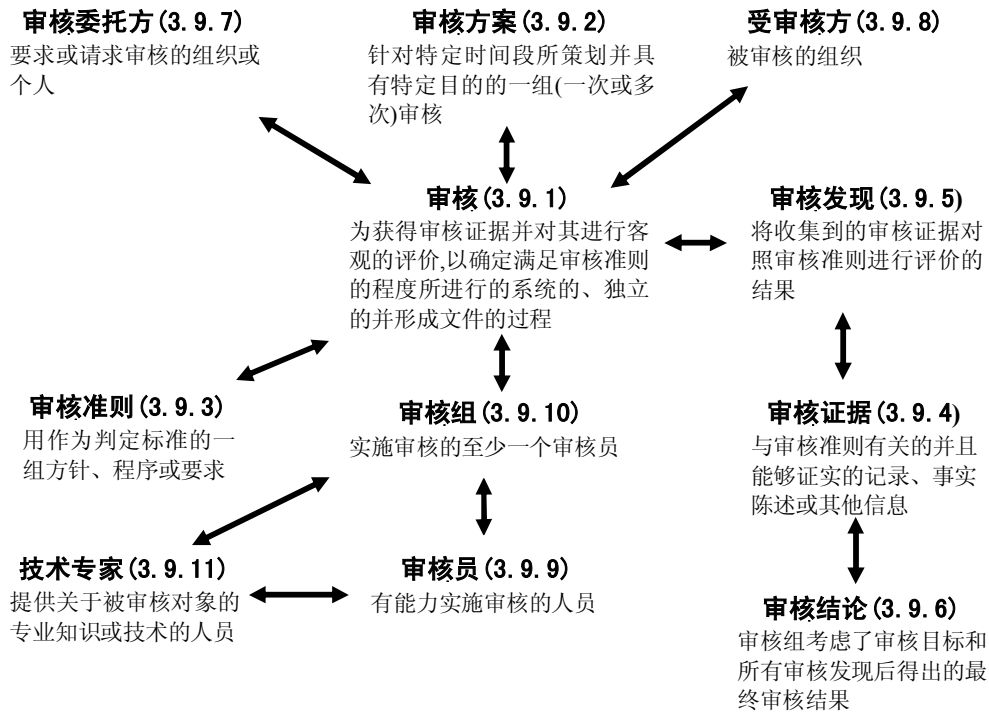 审核委托方(3.9.7)
要求或请求审核的组织或
个人
审核方案(3.9.2)
针对特定时间段所策划并具
有特定目的的一组(一次或多
次)审核
受审核方(3.9.8)
被审核的组织
审核(3.9.1)
为获得审核证据并对其进行客
观的评价,以确定满足审核准则
的程度所进行的系统的、独立
的并形成文件的过程
审核发现(3.9.5)
将收集到的审核证据对
照审核准则进行评价的
结果
审核准则(3.9.3)
用作为判定标准的一
组方针、程序或要求
审核组(3.9.10)
实施审核的至少一个审核员
审核证据(3.9.4)
与审核准则有关的并且
能够证实的记录、事实
陈述或其他信息
技术专家(3.9.11)
提供关于被审核对象的
专业知识或技术的人员
审核员(3.9.9)
有能力实施审核的人员
审核结论(3.9.6)
审核组考虑了审核目标和
所有审核发现后得出的最
终审核结果